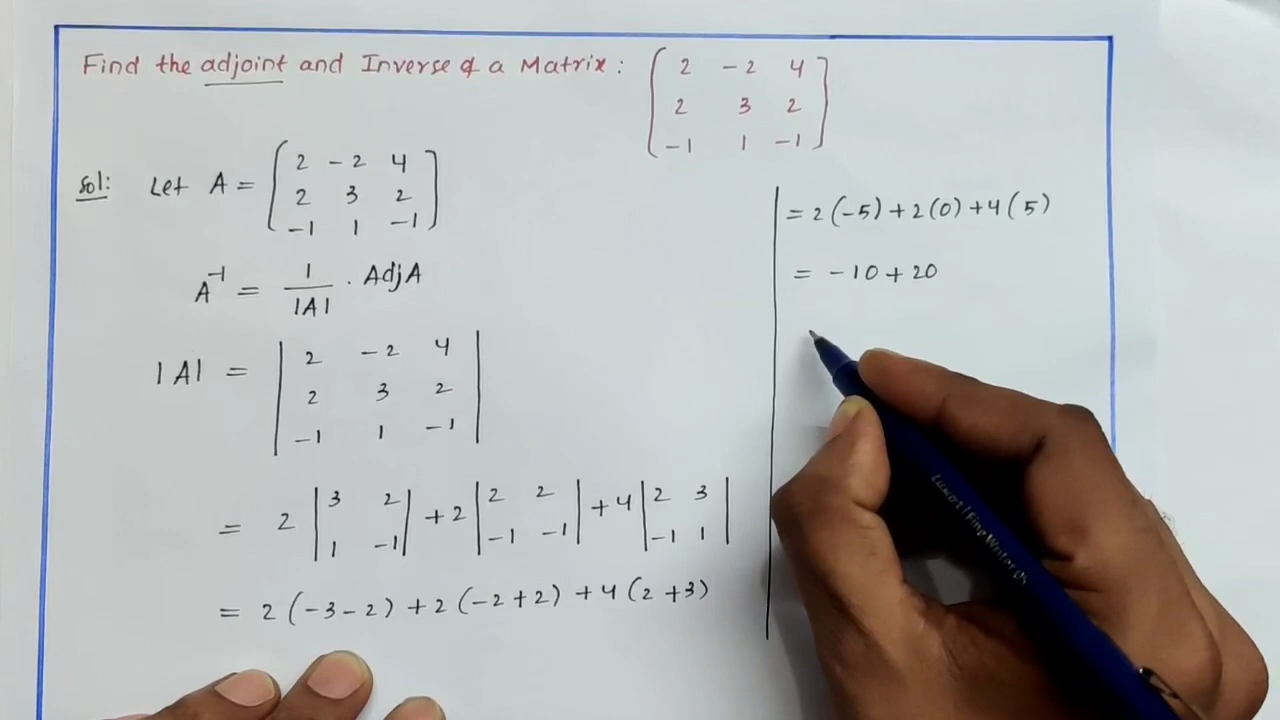 Find the adjoint and Inverse of a Matrix:
2 -2 4
2 3 2
-1 1 -1
Sol: Let A =
2 -2 4
2 3 2
-1 1 -1
A⁻¹ = 1/|A| . Adj A
|A| =
2 -2 4
2 3 2
-1 1 -1
= 2 |3 2; 1 -1| + 2 |2 2; -1 -1| + 4 |2 3; -1 1|
= 2 (-3-2) + 2 (-2+2) + 4 (2+3)
= 2 (-5) + 2 (0) + 4 (5)
= -10 + 20